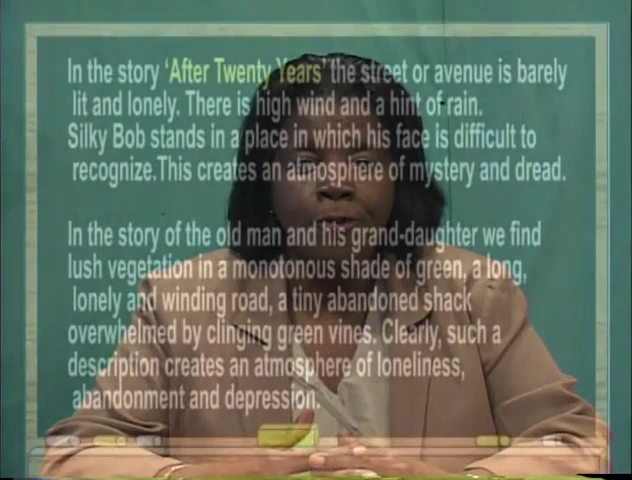 In the story 'After Twenty Years' the street or avenue is barely
lit and lonely. There is high wind and a hint of rain.
Silky Bob stands in a place in which his face is difficult to
recognize.This creates an atmosphere of mystery and dread.
In the story of the old man and his grand-daughter we find
lush vegetation in a monotonous shade of green, a long,
lonely and winding road, a tiny abandoned shack
overwhelmed by clinging green vines. Clearly, such a
description creates an atmosphere of loneliness,
abandonment and depression.